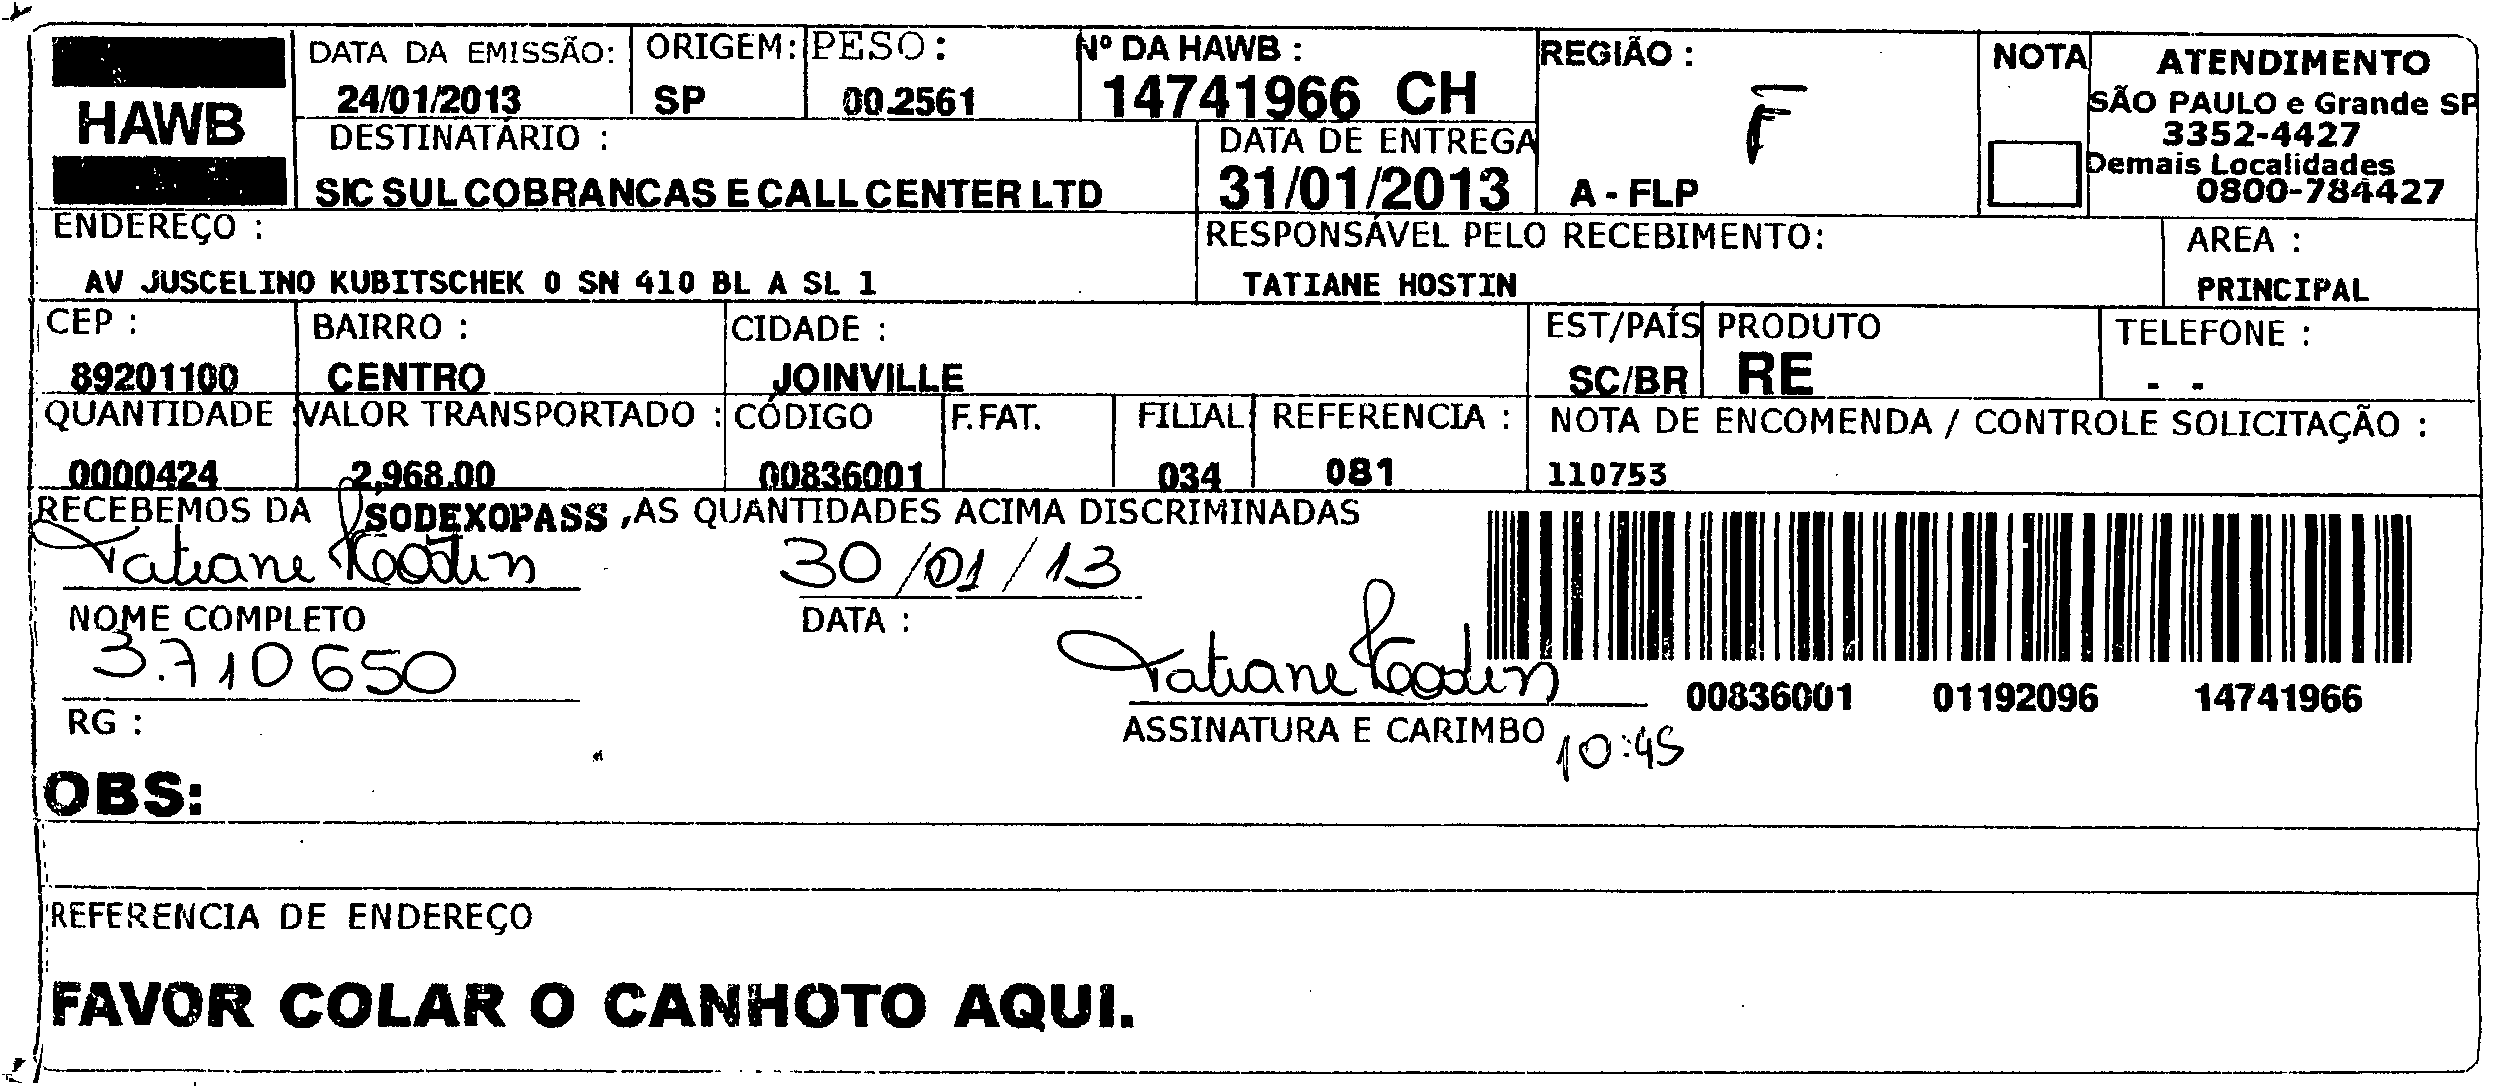 HAWB
DATA DA EMISSÃO: ORIGEM: PESO: Nº DA HAWB : REGIÃO : NOTA ATENDIMENTO
24/01/2013 SP 00.2561 14741966 CH F SÃO PAULO e Grande SP
3352-4427
DESTINATÁRIO : DATA DE ENTREGA Demais Localidades
SIC SUL COBRANCAS E CALL CENTER LTD 31/01/2013 A - FLP 0800-784427
ENDEREÇO : RESPONSÁVEL PELO RECEBIMENTO: AREA :
AV JUSCELINO KUBITSCHEK 0 SN 410 BL A SL 1 TATIANE HOSTIN PRINCIPAL
CEP : BAIRRO : CIDADE : EST/PAÍS PRODUTO TELEFONE :
89201100 CENTRO JOINVILLE SC/BR RE - -
QUANTIDADE VALOR TRANSPORTADO : CÓDIGO F.FAT. FILIAL REFERENCIA : NOTA DE ENCOMENDA / CONTROLE SOLICITAÇÃO :
0000424 2,968.00 00836001 034 081 110753
RECEBEMOS DA SODEXOPASS ,AS QUANTIDADES ACIMA DISCRIMINADAS
Tatiane Hostin 30/01/13
NOME COMPLETO DATA :
3.710650 Tatiane Hostin 00836001 01192096 14741966
RG : ASSINATURA E CARIMBO 10:45
OBS:
REFERENCIA DE ENDEREÇO
FAVOR COLAR O CANHOTO AQUI.